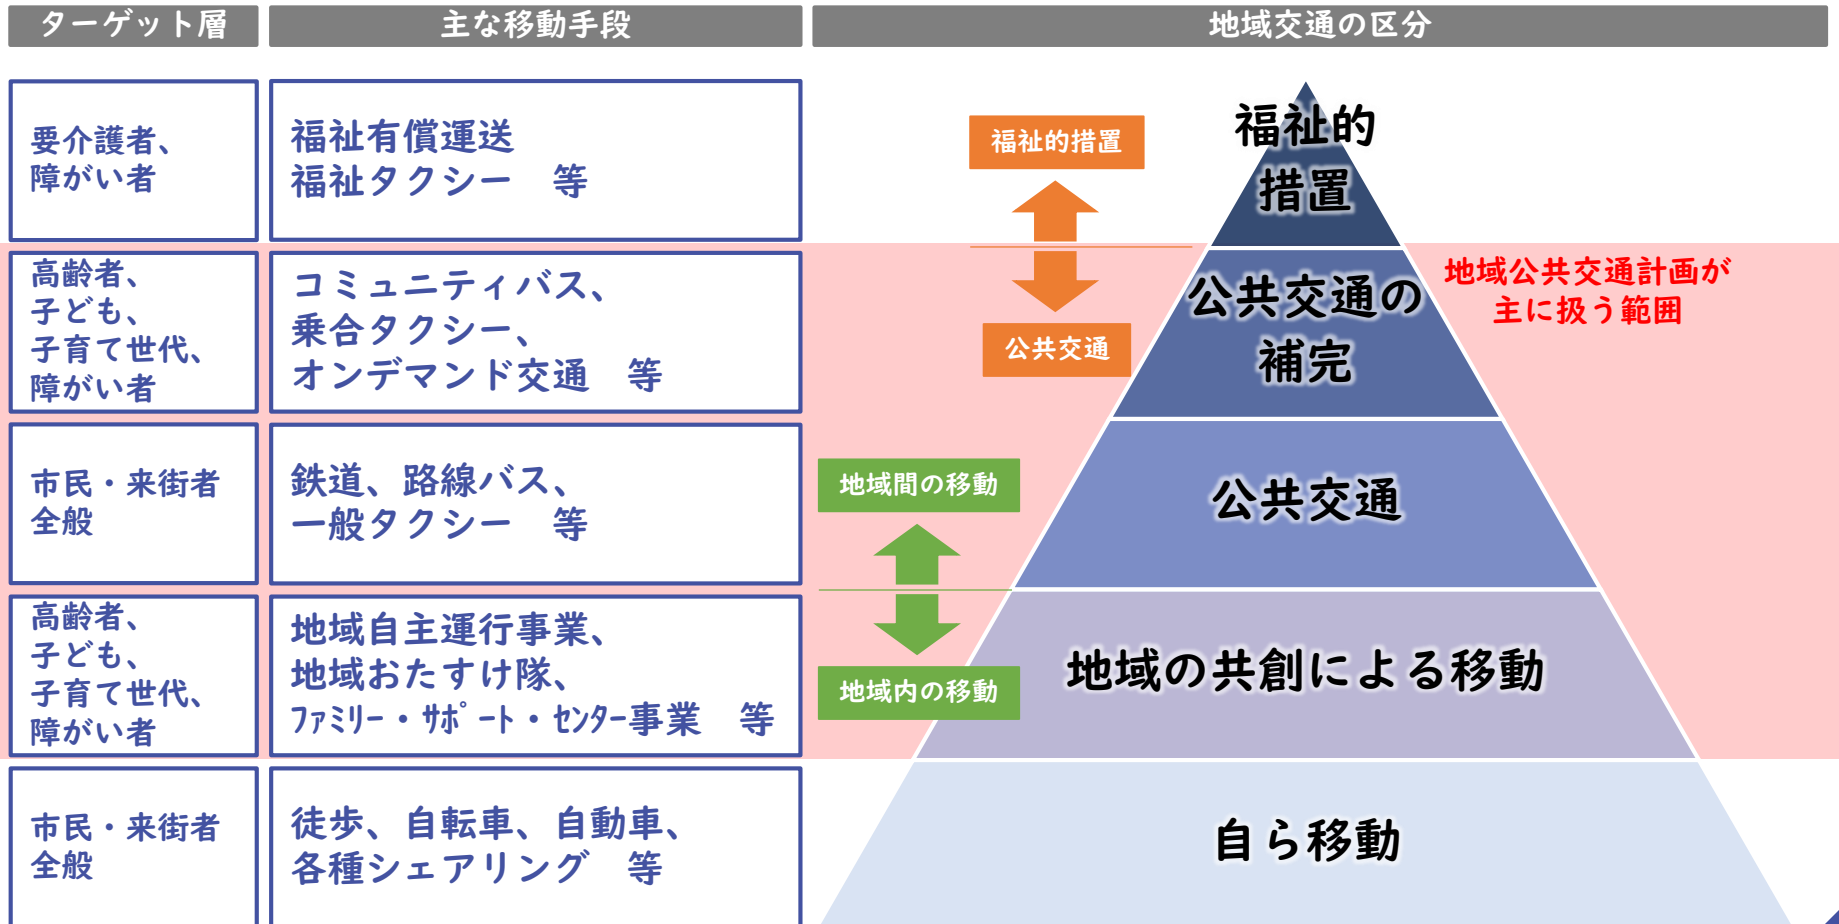 ターゲット層
主な移動手段
地域交通の区分
要介護者、
障がい者
福祉有償運送
福祉タクシー　等
福祉的措置
福祉的
措置
高齢者、
子ども、
子育て世代、
障がい者
コミュニティバス、
乗合タクシー、
オンデマンド交通　等
公共交通
公共交通の
補完
地域公共交通計画が
主に扱う範囲
市民・来街者
全般
鉄道、路線バス、
一般タクシー　等
地域間の移動
公共交通
高齢者、
子ども、
子育て世代、
障がい者
地域自主運行事業、
地域おたすけ隊、
ﾌｧﾐﾘｰ・ｻﾎﾟｰﾄ・ｾﾝﾀｰ事業　等
地域内の移動
地域の共創による移動
市民・来街者
全般
徒歩、自転車、自動車、
各種シェアリング　等
自ら移動